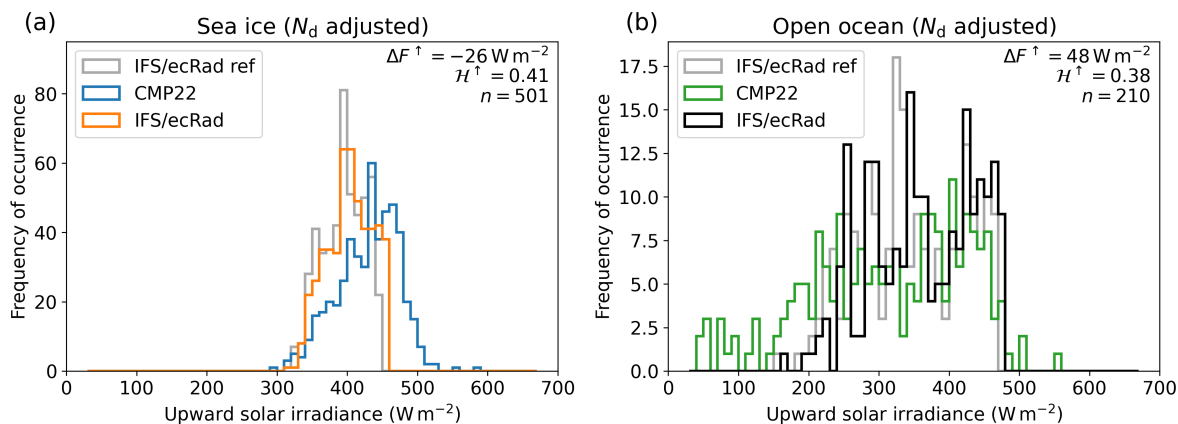 (a)
Sea ice (N_d adjusted)
IFS/ecRad ref
CMP22
IFS/ecRad
ΔF↑ = −26 W m⁻²
ℋ↑ = 0.41
n = 501
Frequency of occurrence
80
60
40
20
0
0 100 200 300 400 500 600 700
Upward solar irradiance (W m⁻²)
(b)
Open ocean (N_d adjusted)
IFS/ecRad ref
CMP22
IFS/ecRad
ΔF↑ = 48 W m⁻²
ℋ↑ = 0.38
n = 210
Frequency of occurrence
17.5
15.0
12.5
10.0
7.5
5.0
2.5
0.0
0 100 200 300 400 500 600 700
Upward solar irradiance (W m⁻²)